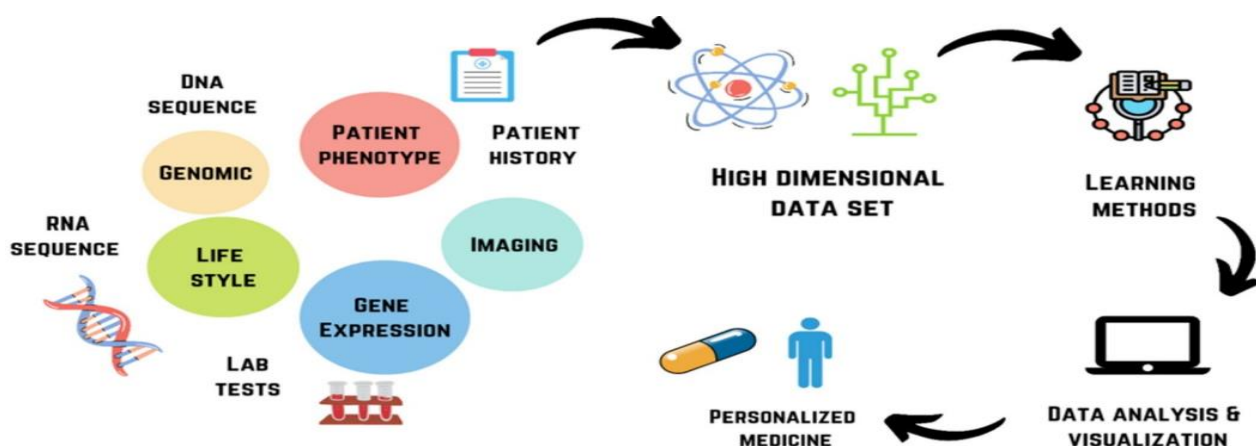 DNA
SEQUENCE
GENOMIC
PATIENT
PHENOTYPE
PATIENT
HISTORY
RNA
SEQUENCE
LIFE
STYLE
IMAGING
GENE
EXPRESSION
LAB
TESTS
HIGH DIMENSIONAL
DATA SET
LEARNING
METHODS
DATA ANALYSIS &
VISUALIZATION
PERSONALIZED
MEDICINE